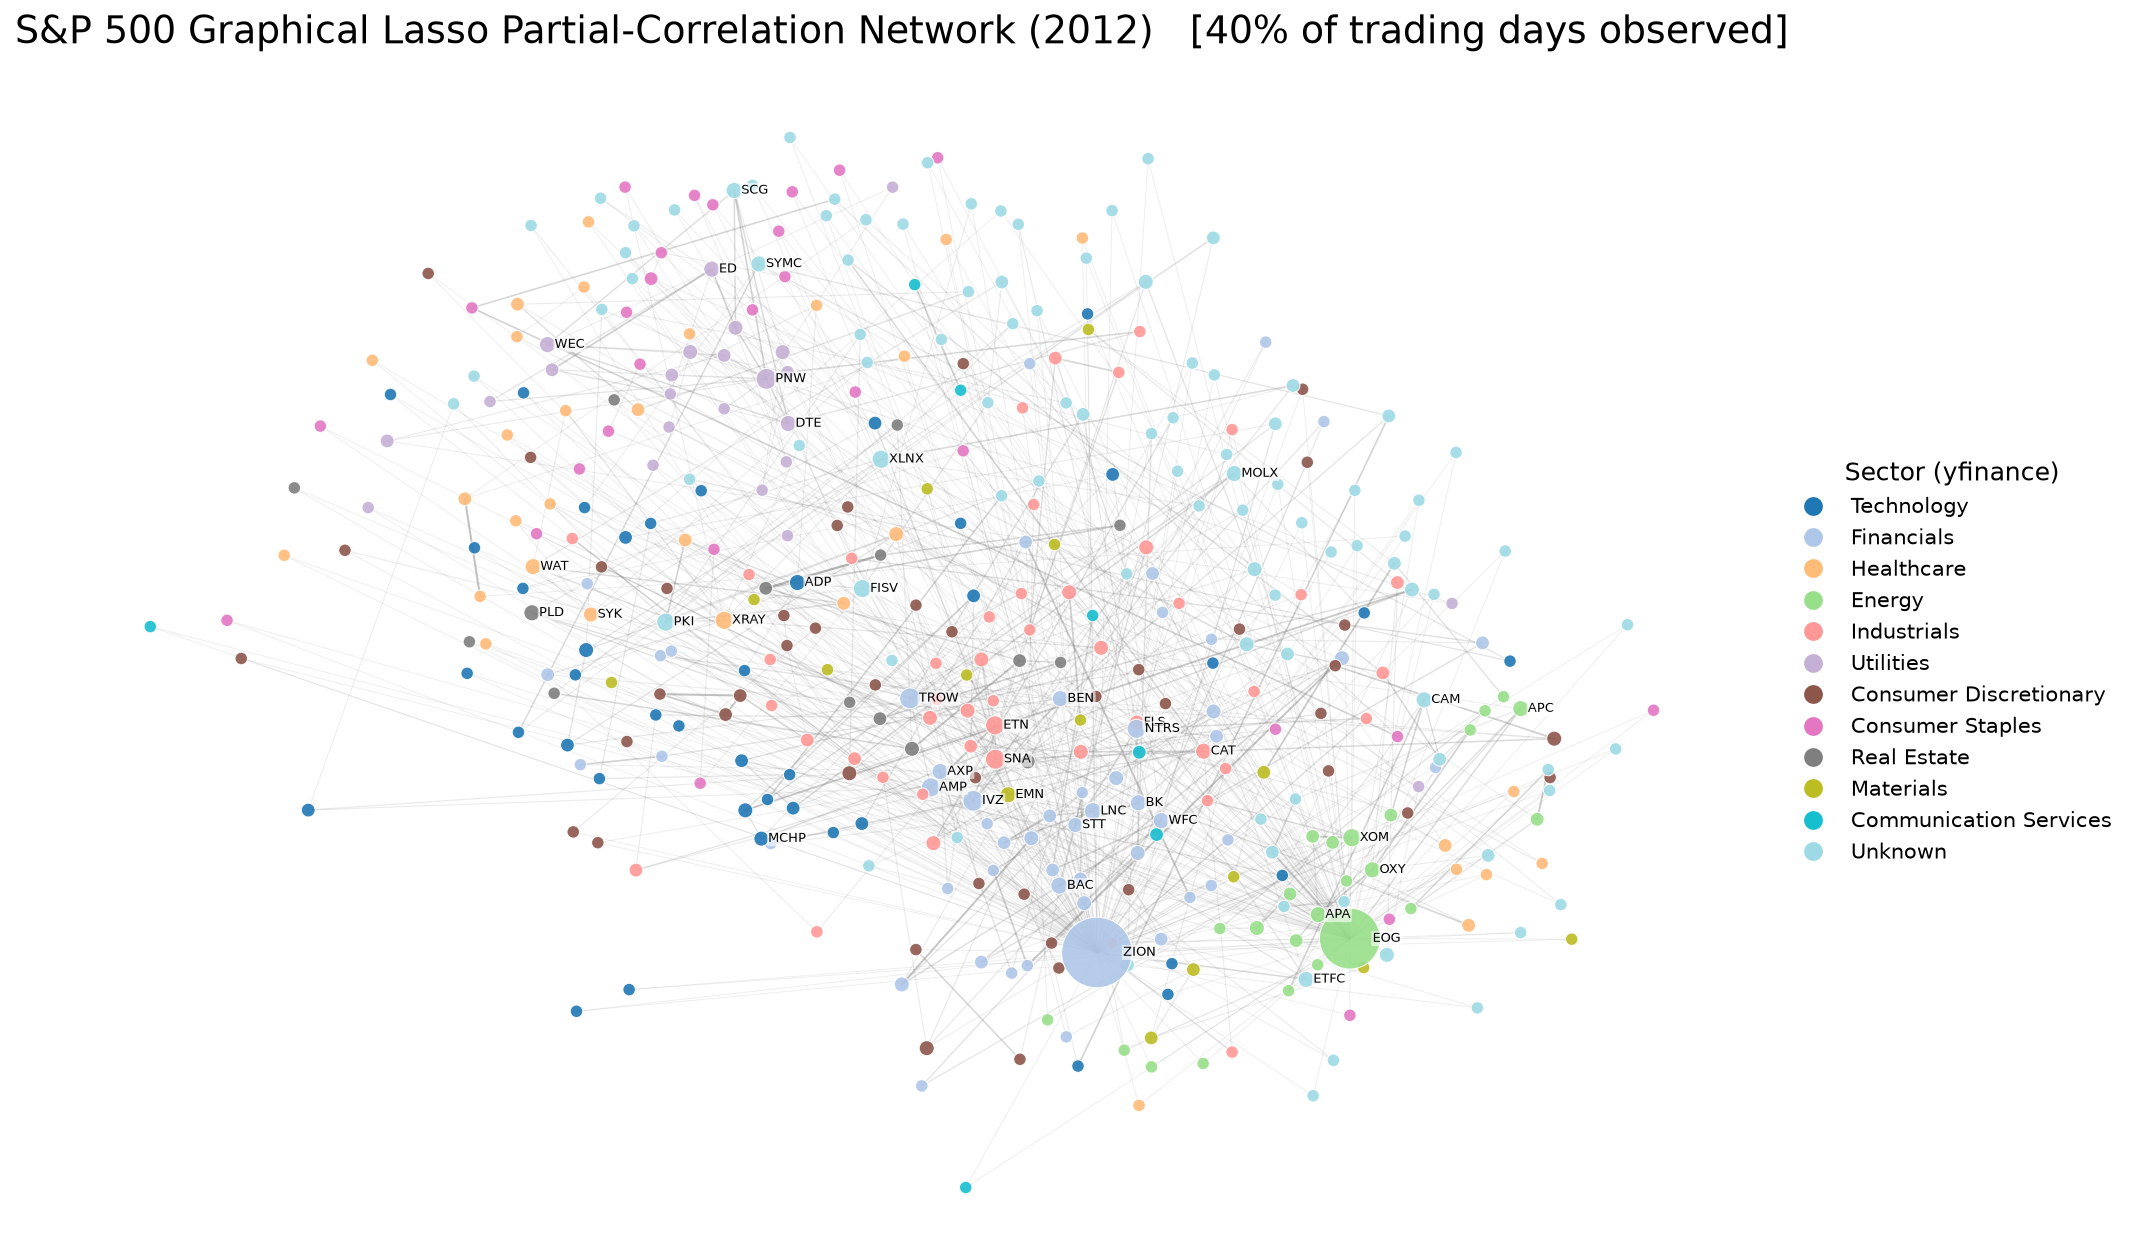 S&P 500 Graphical Lasso Partial-Correlation Network (2012)   [40% of trading days observed]
SCG
ED
SYMC
WEC
PNW
DTE
XLNX
MOLX
WAT
ADP
FISV
PLD
SYK
PKI
XRAY
TROW
BEN
CAM
APC
ETN
FLS
NTRS
SNA
CAT
AXP
AMP
EMN
IVZ
BK
LNC
WFC
STT
MCHP
XOM
OXY
BAC
APA
EOG
ZION
ETFC
Sector (yfinance)
Technology
Financials
Healthcare
Energy
Industrials
Utilities
Consumer Discretionary
Consumer Staples
Real Estate
Materials
Communication Services
Unknown